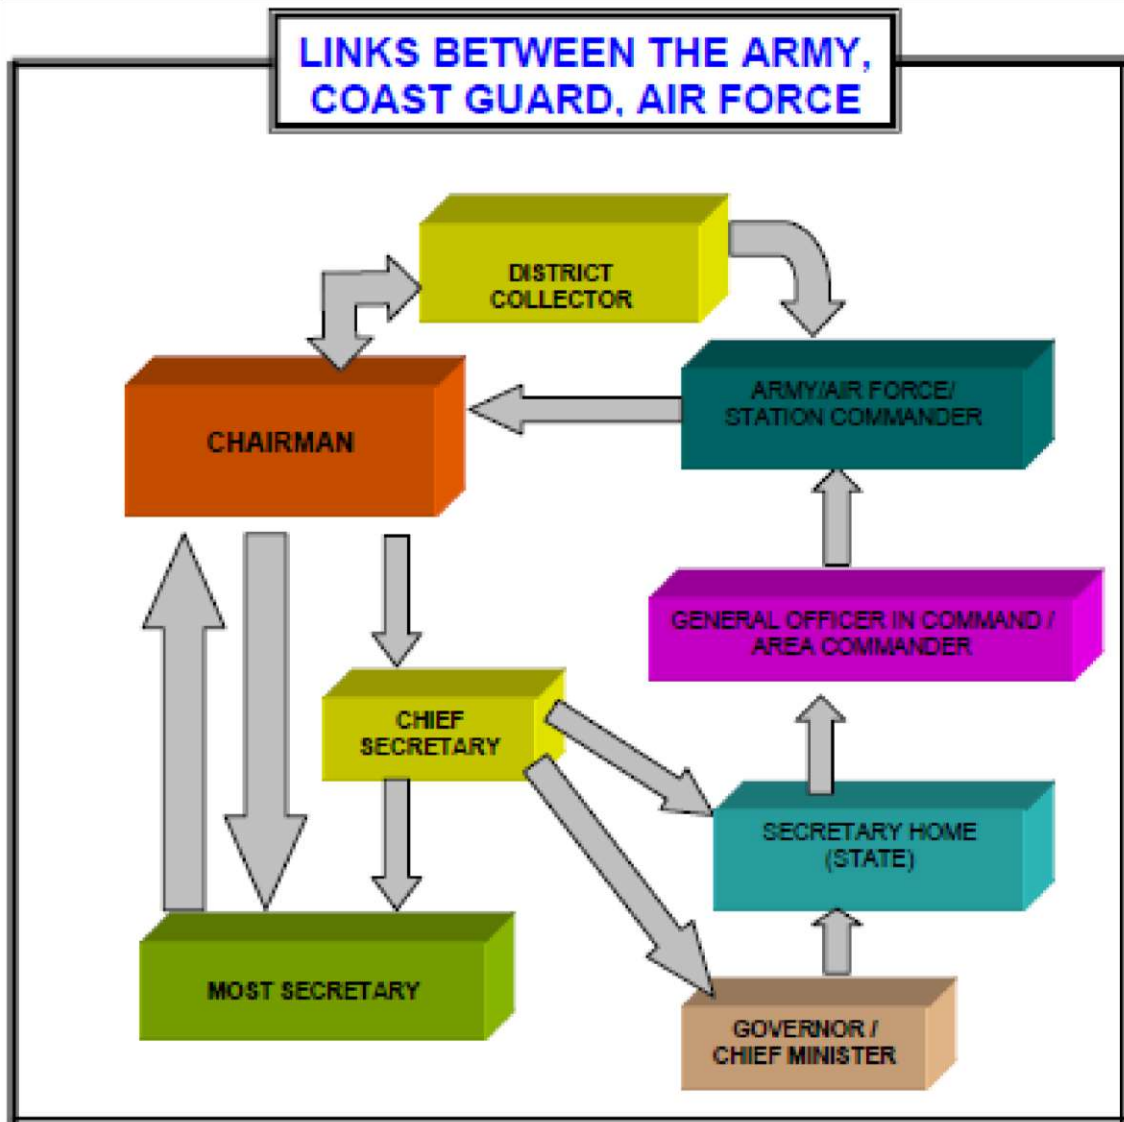 LINKS BETWEEN THE ARMY,
COAST GUARD, AIR FORCE
DISTRICT
COLLECTOR
ARMY/AIR FORCE/
STATION COMMANDER
CHAIRMAN
GENERAL OFFICER IN COMMAND /
AREA COMMANDER
CHIEF
SECRETARY
SECRETARY HOME
(STATE)
MOST SECRETARY
GOVERNOR /
CHIEF MINISTER